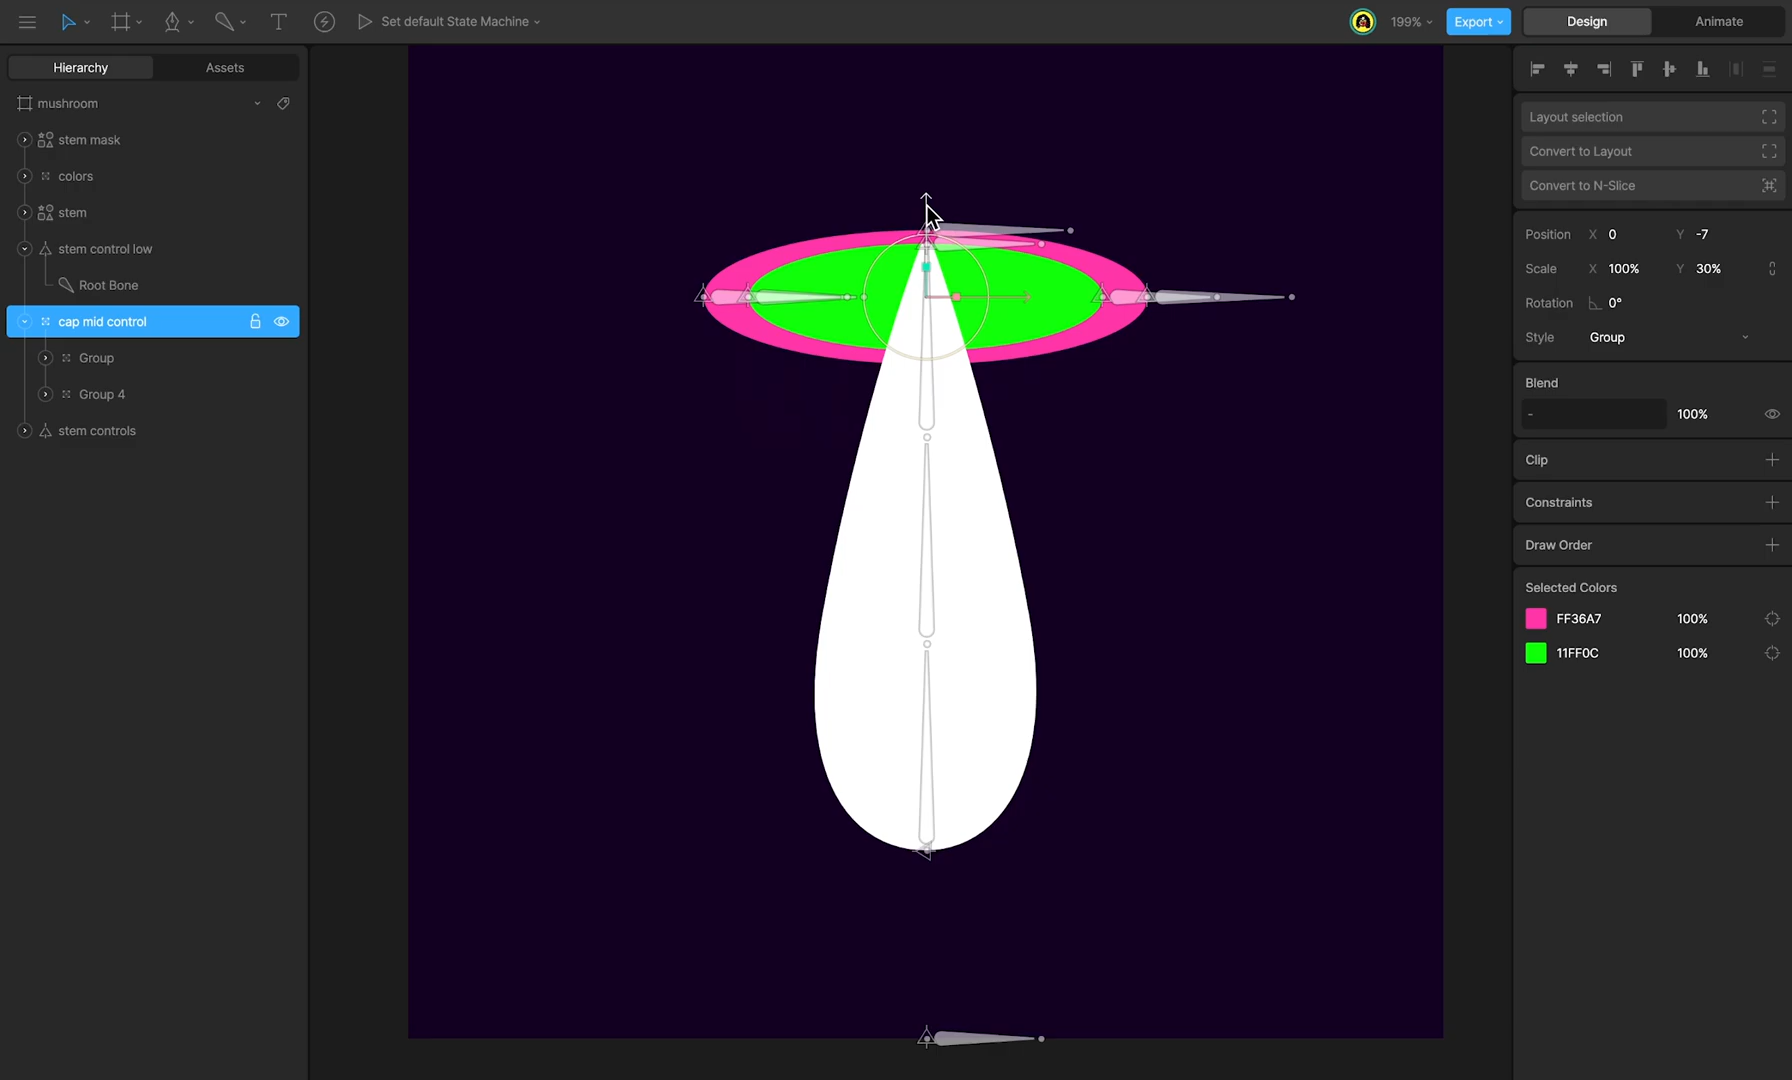 Set default State Machine
199%
Export
Design
Animate
Hierarchy
Assets
mushroom
stem mask
colors
stem
stem control low
Root Bone
cap mid control
Group
Group 4
stem controls
Layout selection
Convert to Layout
Convert to N-Slice
Position X 0 Y -7
Scale X 100% Y 30%
Rotation 0°
Style Group
Blend
- 100%
Clip
Constraints
Draw Order
Selected Colors
FF36A7 100%
11FF0C 100%